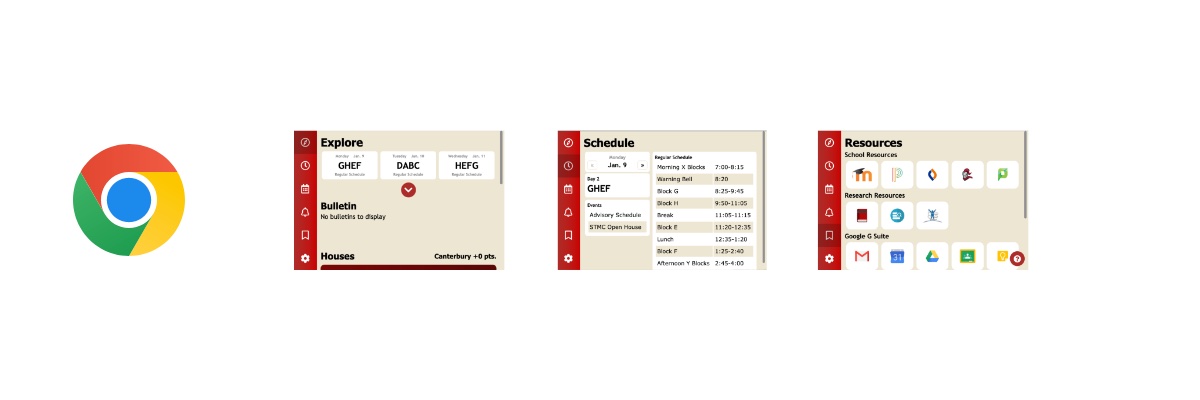 Explore
Monday Jan. 9
GHEF
Regular Schedule
Tuesday Jan. 10
DABC
Regular Schedule
Wednesday Jan. 11
HEFG
Regular Schedule
Bulletin
No bulletins to display
Houses
Canterbury +0 pts.
Schedule
Monday
« Jan. 9 »
Day 2
GHEF
Events
Advisory Schedule
STMC Open House
Regular Schedule
Morning X Blocks 7:00-8:15
Warning Bell 8:20
Block G 8:25-9:45
Block H 9:50-11:05
Break 11:05-11:15
Block E 11:20-12:35
Lunch 12:35-1:20
Block F 1:25-2:40
Afternoon Y Blocks 2:45-4:00
Resources
School Resources
Research Resources
Google G Suite
31
?